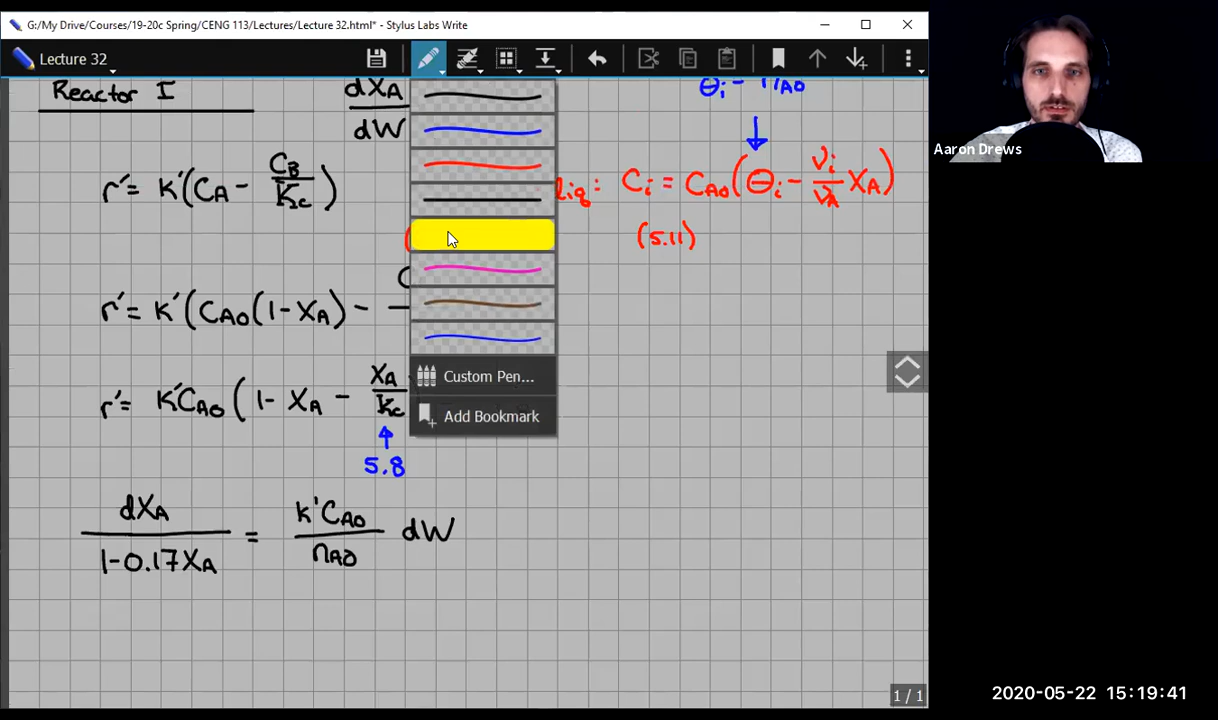 G:/My Drive/Courses/19-20c Spring/CENG 113/Lectures/Lecture 32.html* - Stylus Labs Write
Lecture 32
Reactor I
dXA
dW
Θi = nA0
r' = k'(CA - CB/Kc)
liq: Ci = CA0(Θi - νi/νA XA)
(5.11)
r' = k'(CA0(1-XA) - C
r' = k'CA0(1- XA - XA/Kc
5.8
dXA/(1-0.17XA) = k'CA0/nA0 dW
Custom Pen...
Add Bookmark
Aaron Drews
1 / 1
2020-05-22 15:19:41